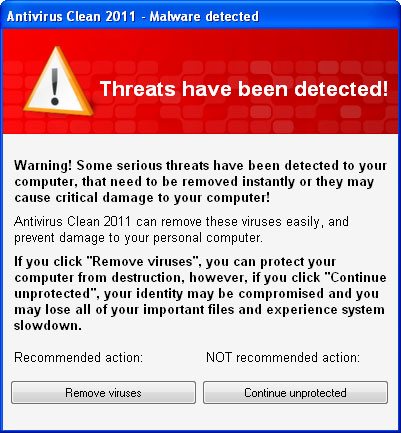 Antivirus Clean 2011 - Malware detected
Threats have been detected!
Warning! Some serious threats have been detected to your
computer, that need to be removed instantly or they may
cause critical damage to your computer!
Antivirus Clean 2011 can remove these viruses easily, and
prevent damage to your personal computer.
If you click "Remove viruses", you can protect your
computer from destruction, however, if you click "Continue
unprotected", your identity may be compromised and you
may lose all of your important files and experience system
slowdown.
Recommended action:
NOT recommended action:
Remove viruses
Continue unprotected